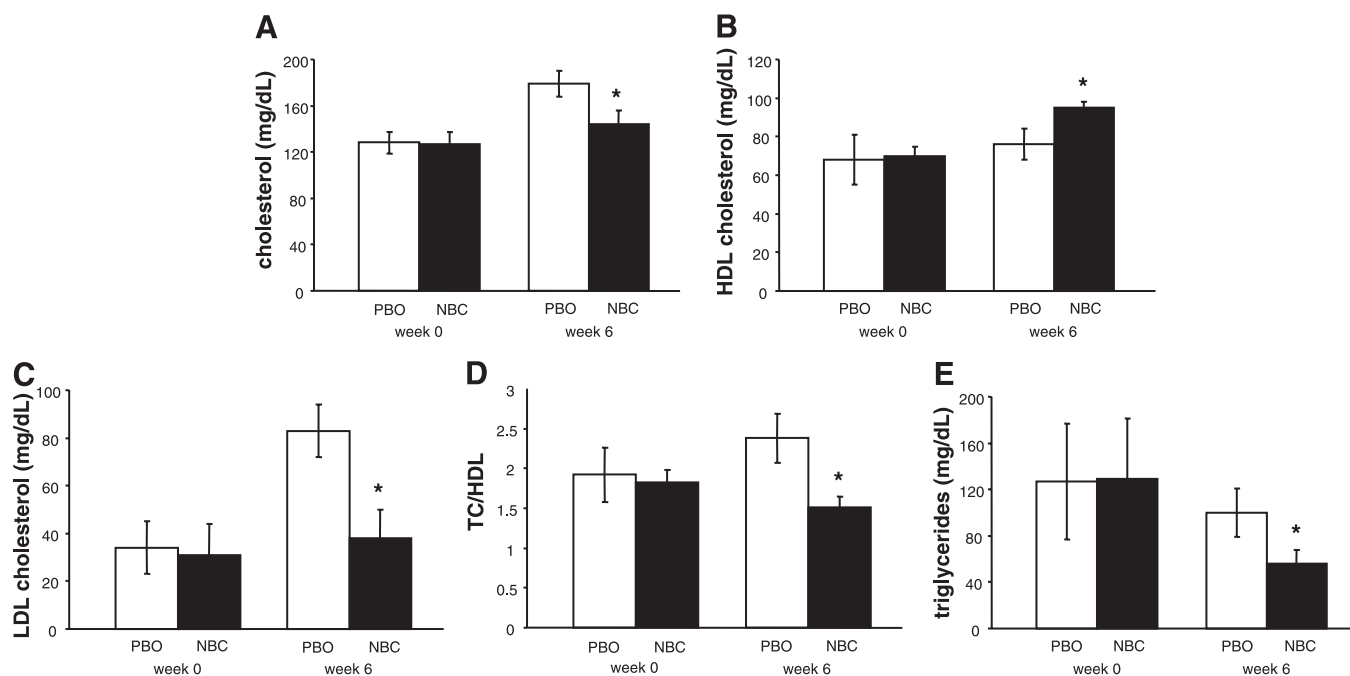 A
cholesterol (mg/dL)
200
160
120
80
40
0
*
PBO NBC PBO NBC
week 0 week 6
B
HDL cholesterol (mg/dL)
120
100
80
60
40
20
0
*
PBO NBC PBO NBC
week 0 week 6
C
LDL cholesterol (mg/dL)
100
80
60
40
20
0
*
PBO NBC PBO NBC
week 0 week 6
D
TC/HDL
3
2.5
2
1.5
1
0.5
0
*
PBO NBC PBO NBC
week 0 week 6
E
triglycerides (mg/dL)
200
160
120
80
40
0
*
PBO NBC PBO NBC
week 0 week 6